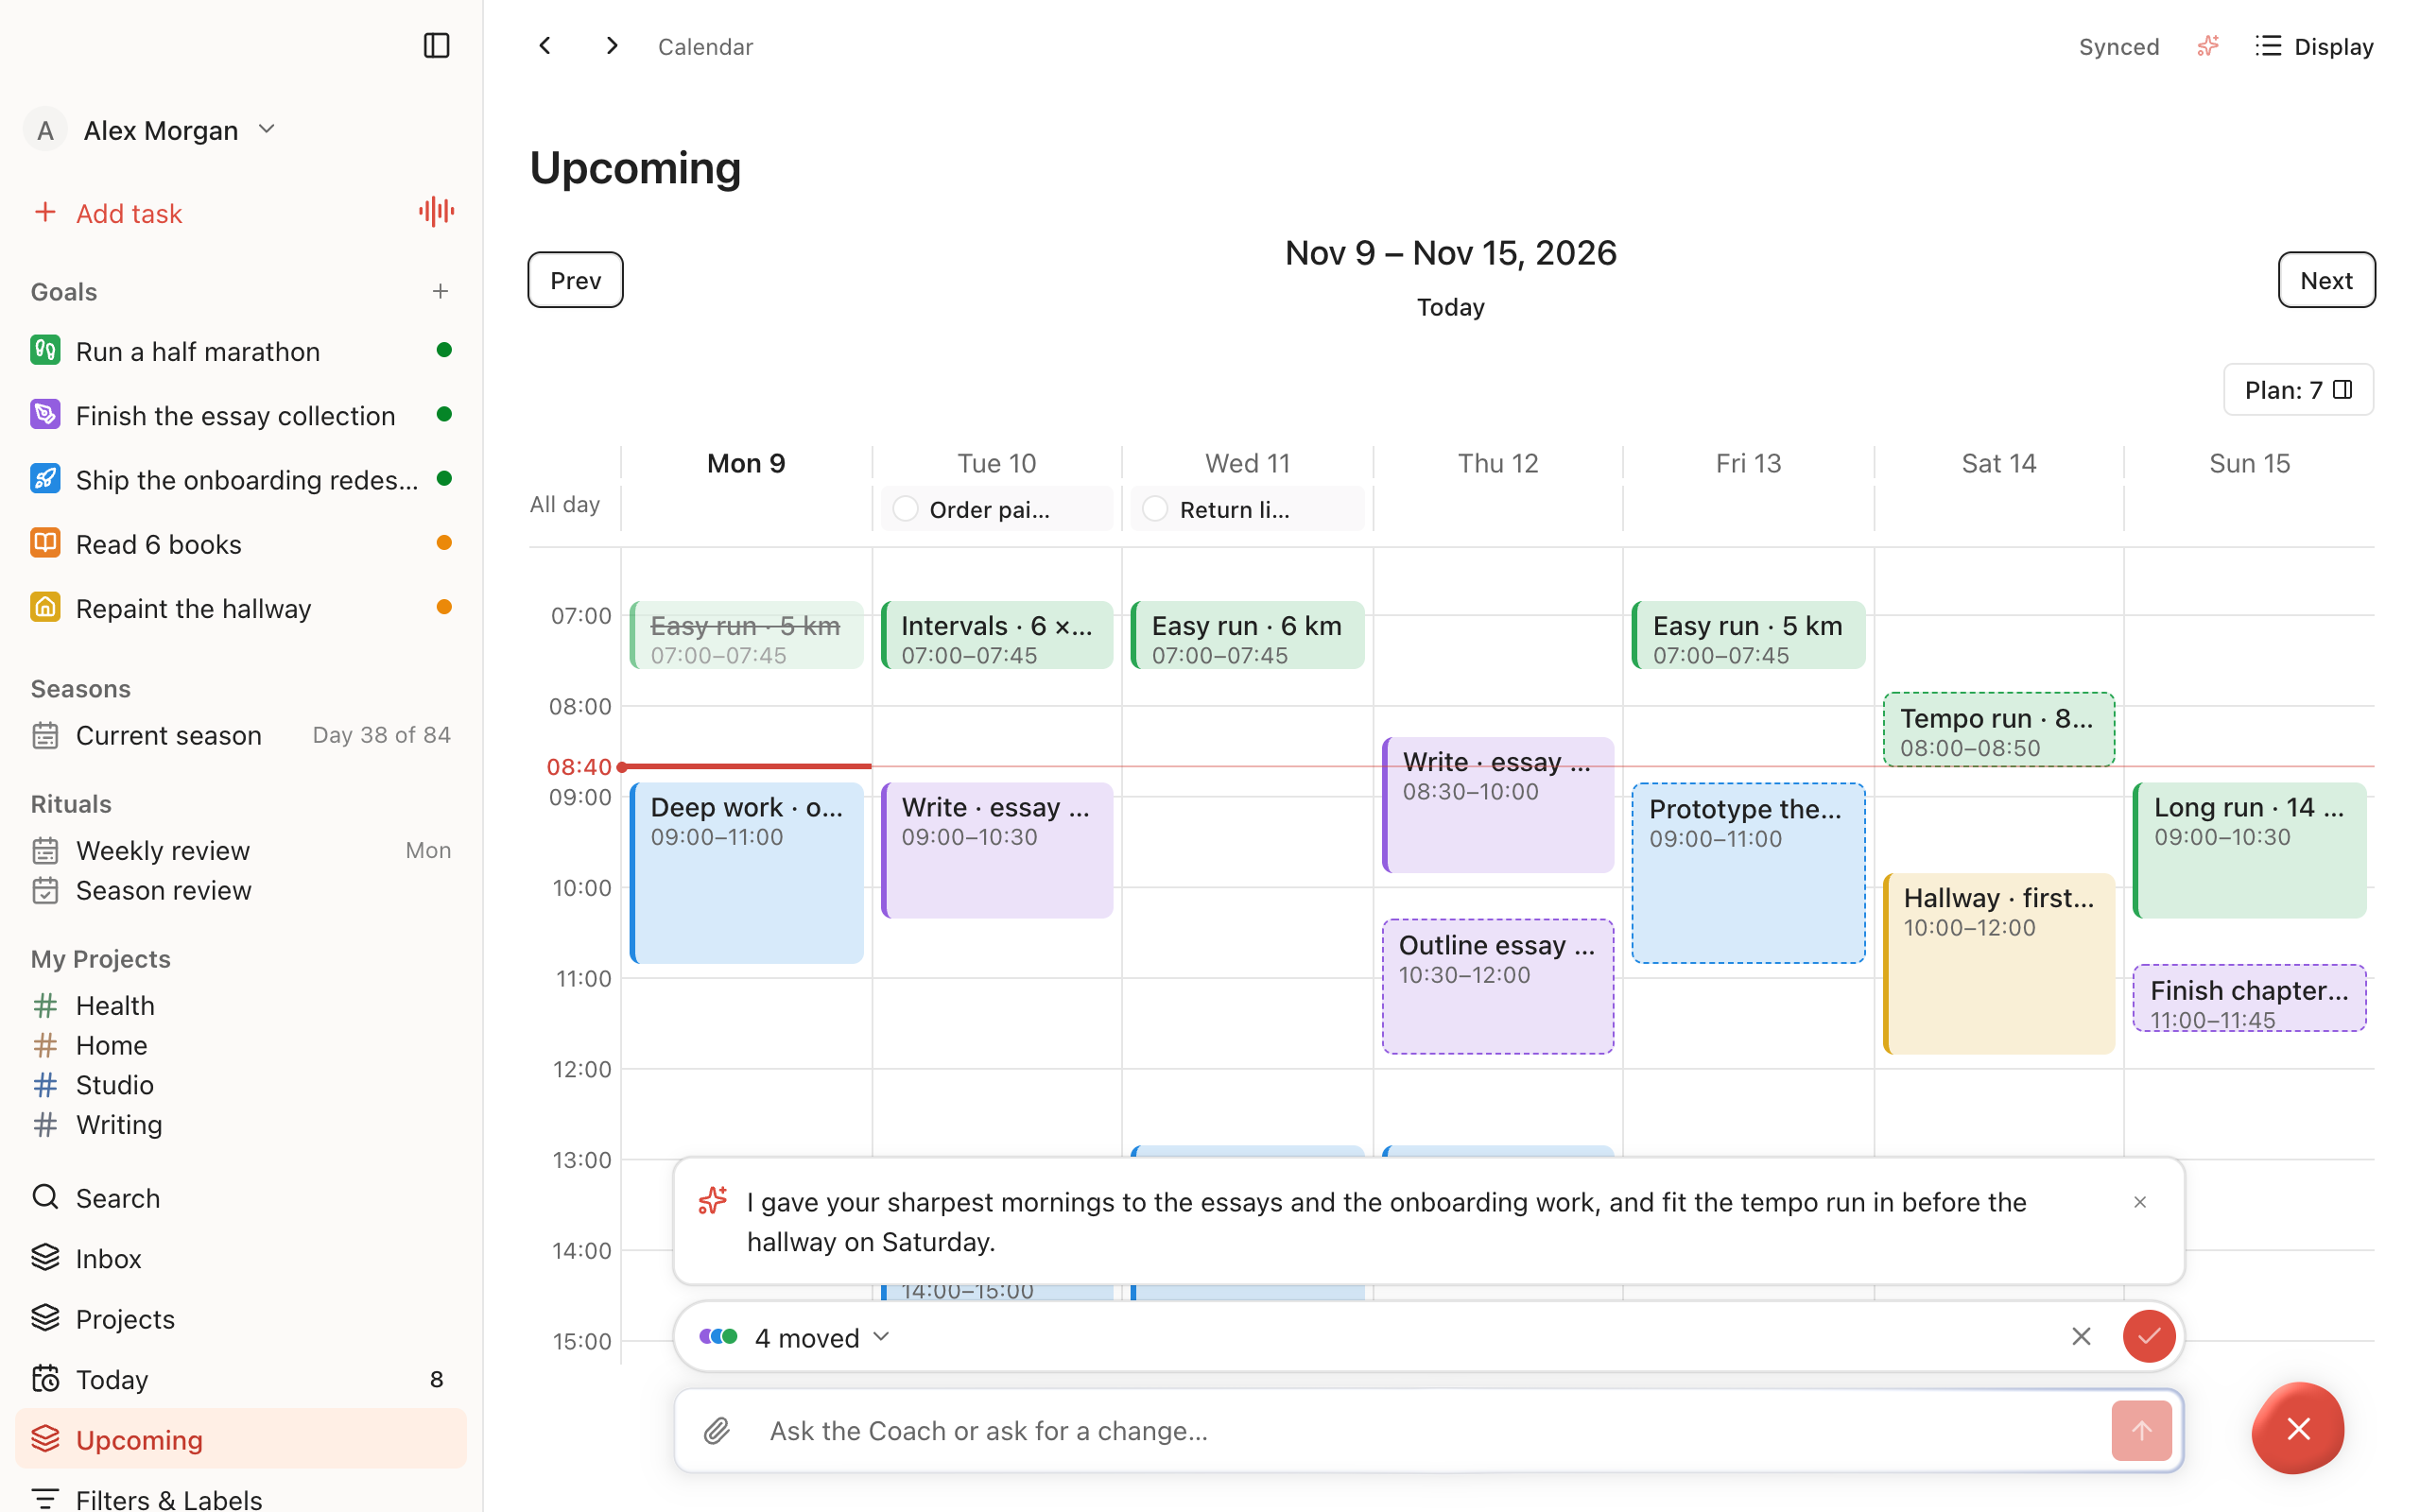 Alex Morgan
A
Add task
Goals
Run a half marathon
Finish the essay collection
Ship the onboarding redes...
Read 6 books
Repaint the hallway
Seasons
Current season
Day 38 of 84
Rituals
Weekly review
Mon
Season review
My Projects
Health
Home
Studio
Writing
Search
Inbox
Projects
Today
8
Upcoming
Filters & Labels
Calendar
Synced
Display
Upcoming
Prev
Nov 9 – Nov 15, 2026
Today
Next
Plan: 7
Mon 9
Tue 10
Wed 11
Thu 12
Fri 13
Sat 14
Sun 15
All day
Order pai...
Return li...
07:00
08:00
08:40
09:00
10:00
11:00
12:00
13:00
14:00
15:00
Easy run · 5 km
07:00–07:45
Deep work · o...
09:00–11:00
Intervals · 6 ×...
07:00–07:45
Write · essay ...
09:00–10:30
14:00–15:00
Easy run · 6 km
07:00–07:45
Write · essay ...
08:30–10:00
Outline essay ...
10:30–12:00
Easy run · 5 km
07:00–07:45
Prototype the...
09:00–11:00
Tempo run · 8...
08:00–08:50
Hallway · first...
10:00–12:00
Long run · 14 ...
09:00–10:30
Finish chapter...
11:00–11:45
I gave your sharpest mornings to the essays and the onboarding work, and fit the tempo run in before the
hallway on Saturday.
4 moved
Ask the Coach or ask for a change...